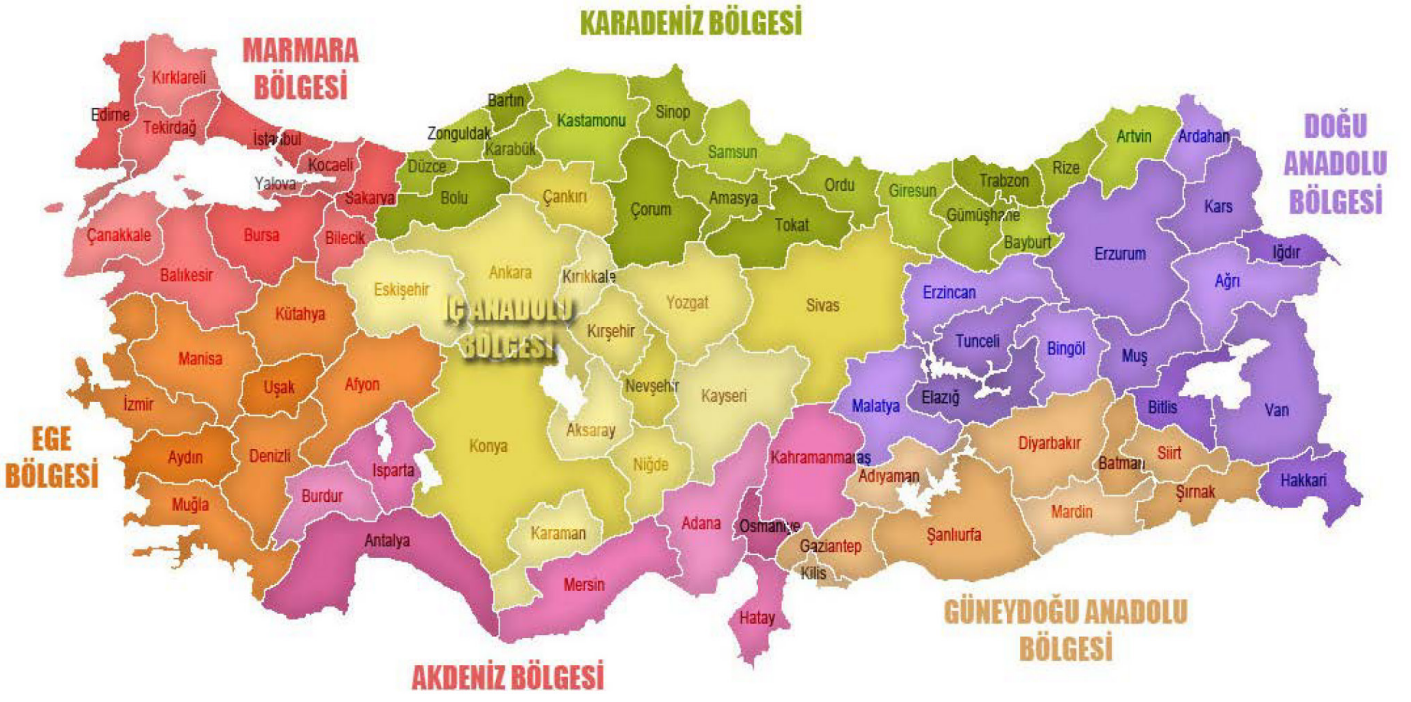 KARADENİZ BÖLGESİ
MARMARA
BÖLGESİ
DOĞU
ANADOLU
BÖLGESİ
Kırklareli
Edirne
Tekirdağ
İstanbul
Kocaeli
Yalova
Sakarya
Çanakkale
Bursa
Bilecik
Balıkesir
Bartın
Zonguldak
Karabük
Kastamonu
Sinop
Samsun
Düzce
Bolu
Çankırı
Çorum
Amasya
Tokat
Ordu
Giresun
Gümüşhane
Trabzon
Bayburt
Rize
Artvin
Ardahan
Kars
Iğdır
Erzurum
Ağrı
Erzincan
Tunceli
Bingöl
Muş
Elazığ
Malatya
Bitlis
Van
Hakkari
Eskişehir
Ankara
Kırıkkale
İÇ ANADOLU
BÖLGESİ
Kırşehir
Yozgat
Sivas
Nevşehir
Kayseri
Aksaray
Konya
Niğde
Karaman
Kütahya
Manisa
Uşak
Afyon
İzmir
Aydın
Denizli
Muğla
EGE
BÖLGESİ
Isparta
Burdur
Antalya
Mersin
Adana
Osmaniye
Kahramanmaraş
Hatay
Adıyaman
Gaziantep
Kilis
Şanlıurfa
Diyarbakır
Batman
Siirt
Mardin
Şırnak
GÜNEYDOĞU ANADOLU
BÖLGESİ
AKDENİZ BÖLGESİ